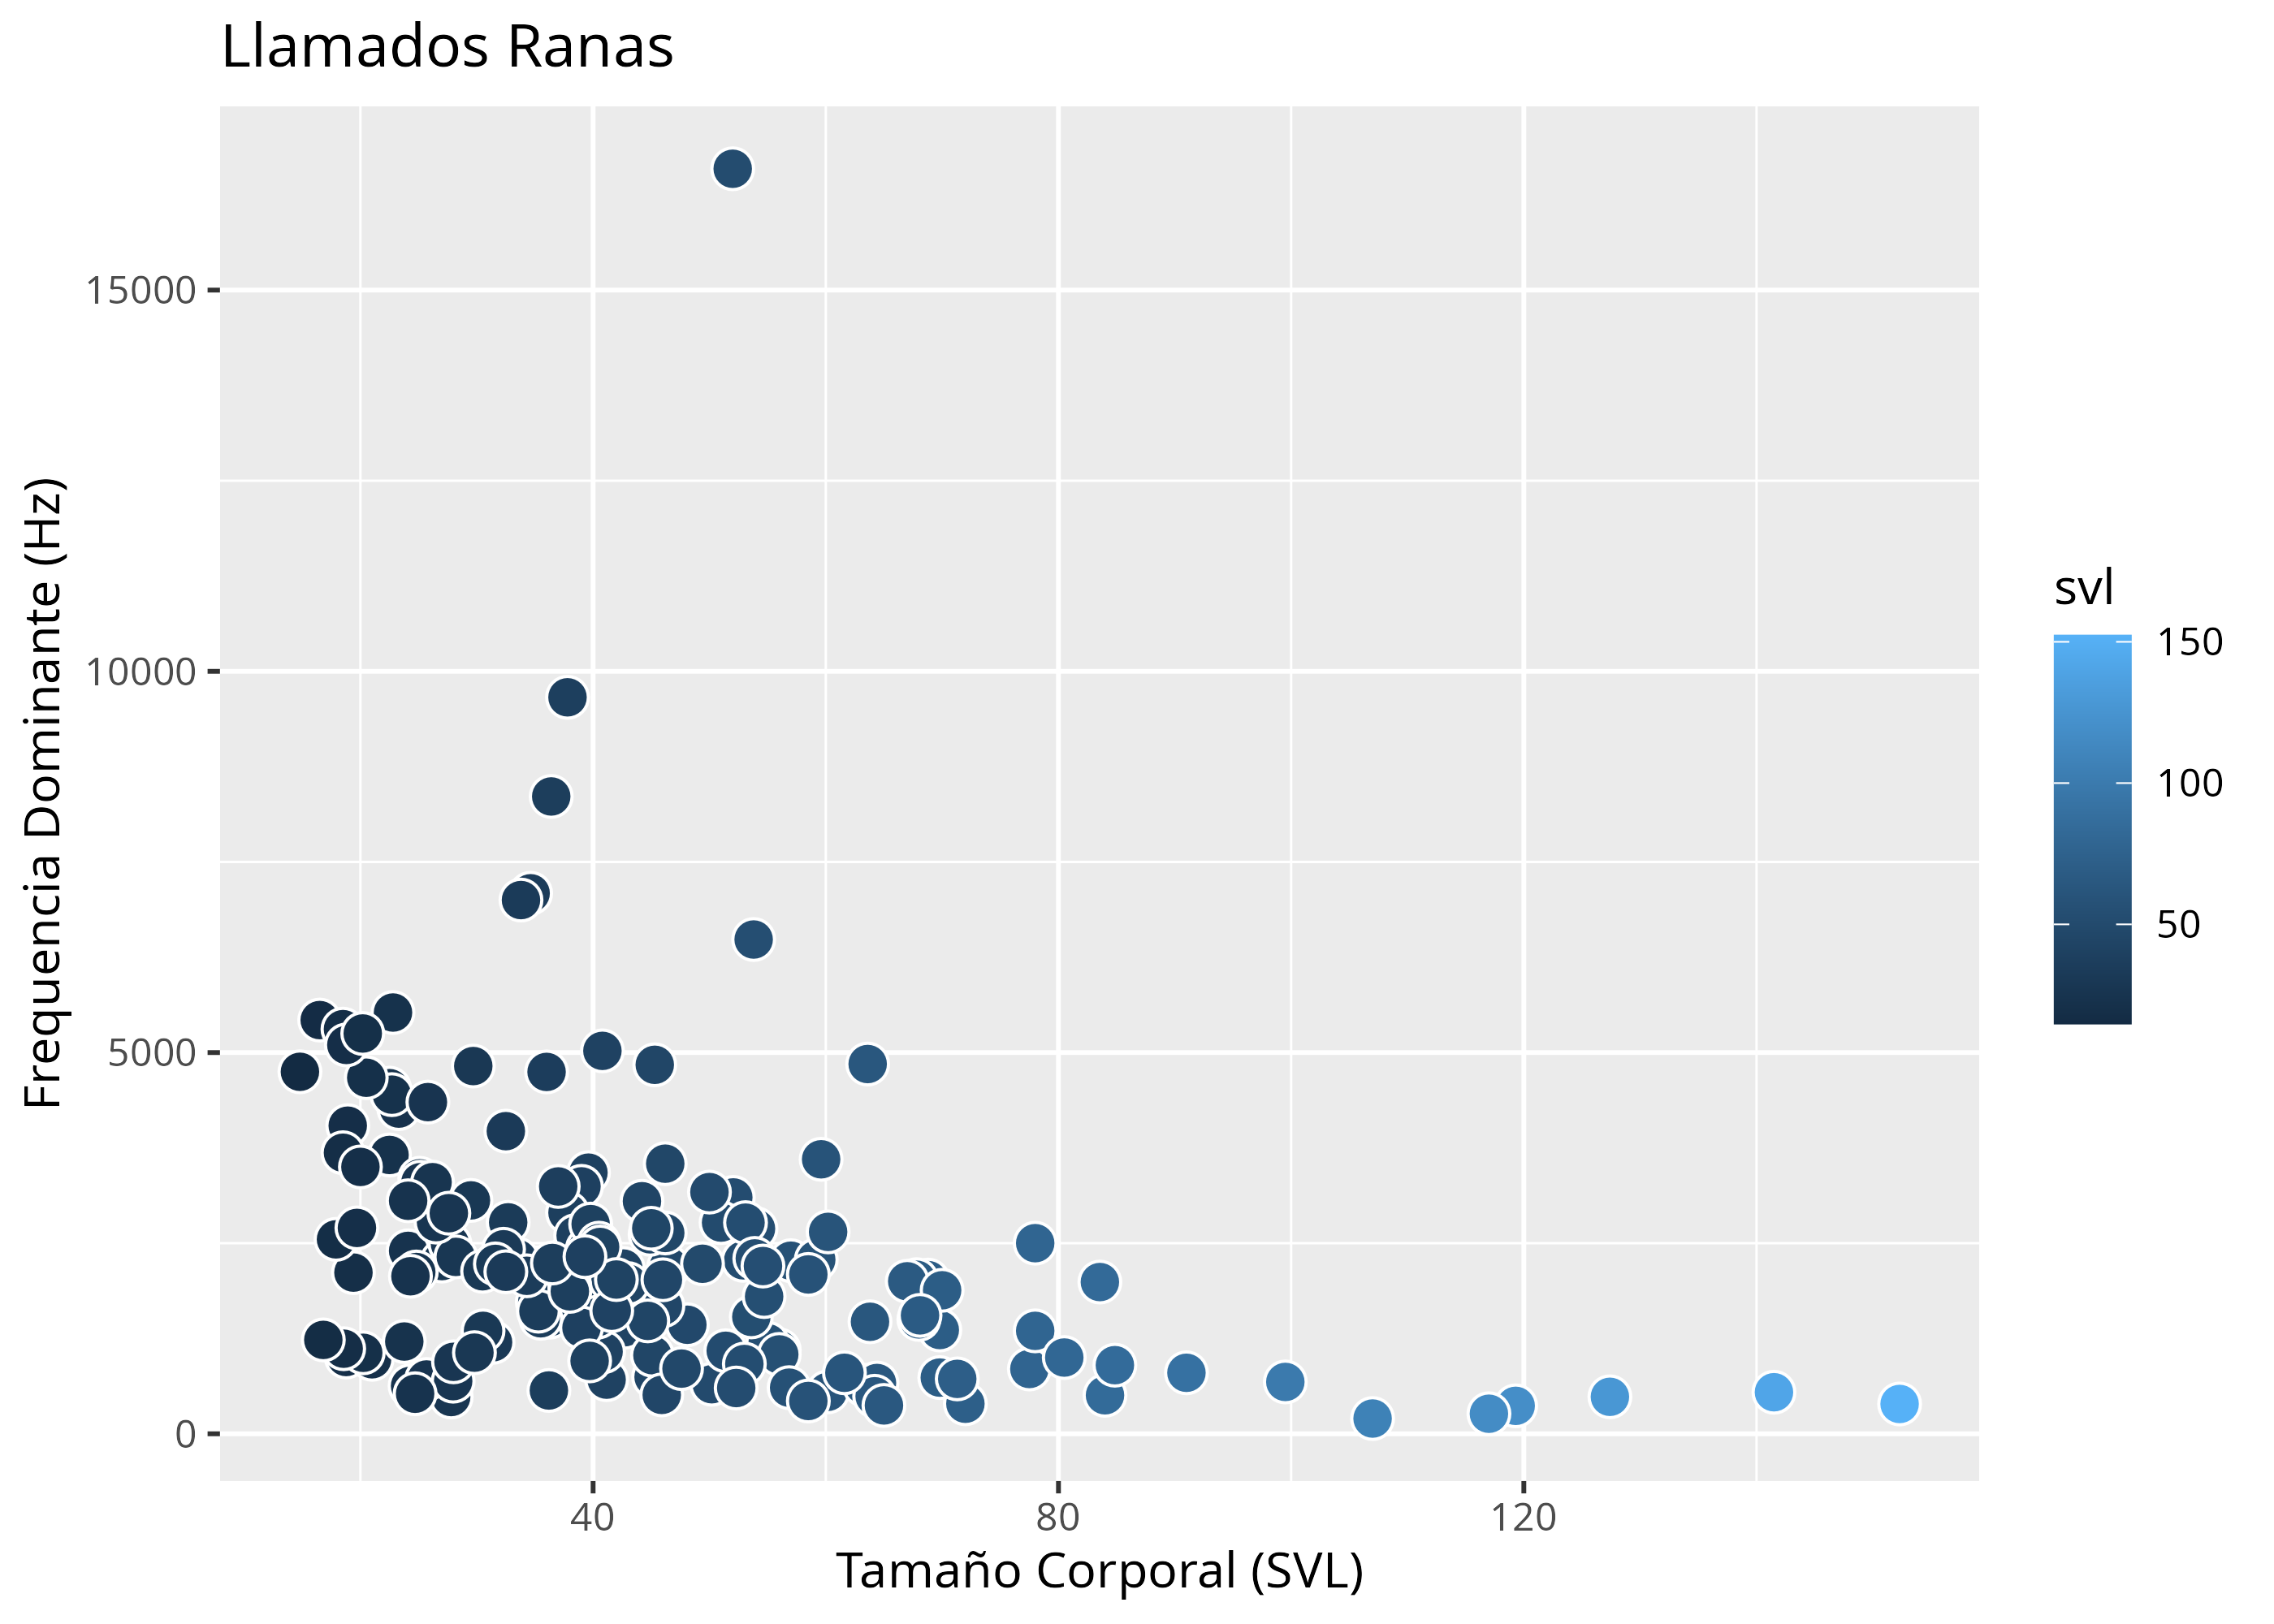 Llamados Ranas
Frequencia Dominante (Hz)
15000
10000
5000
0
40
80
120
Tamaño Corporal (SVL)
svl
150
100
50